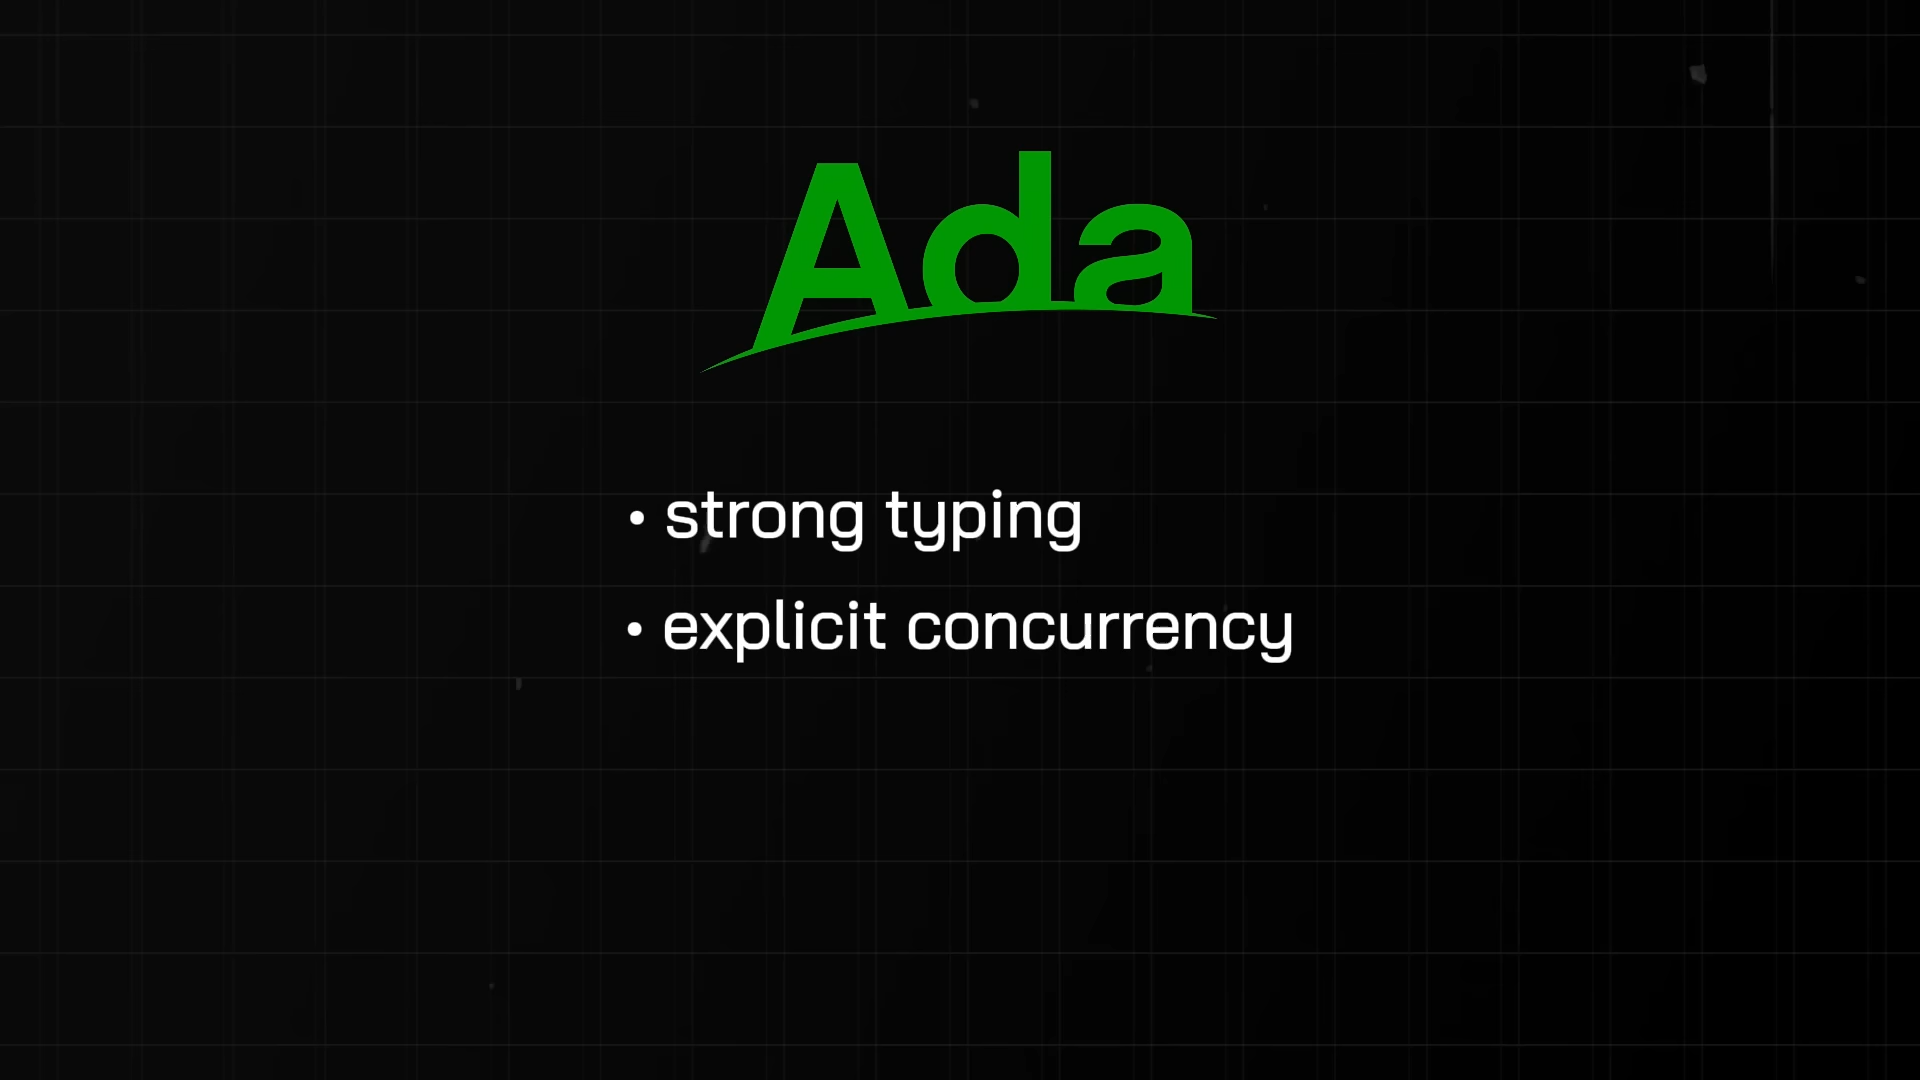 Ada
• strong typing
• explicit concurrency